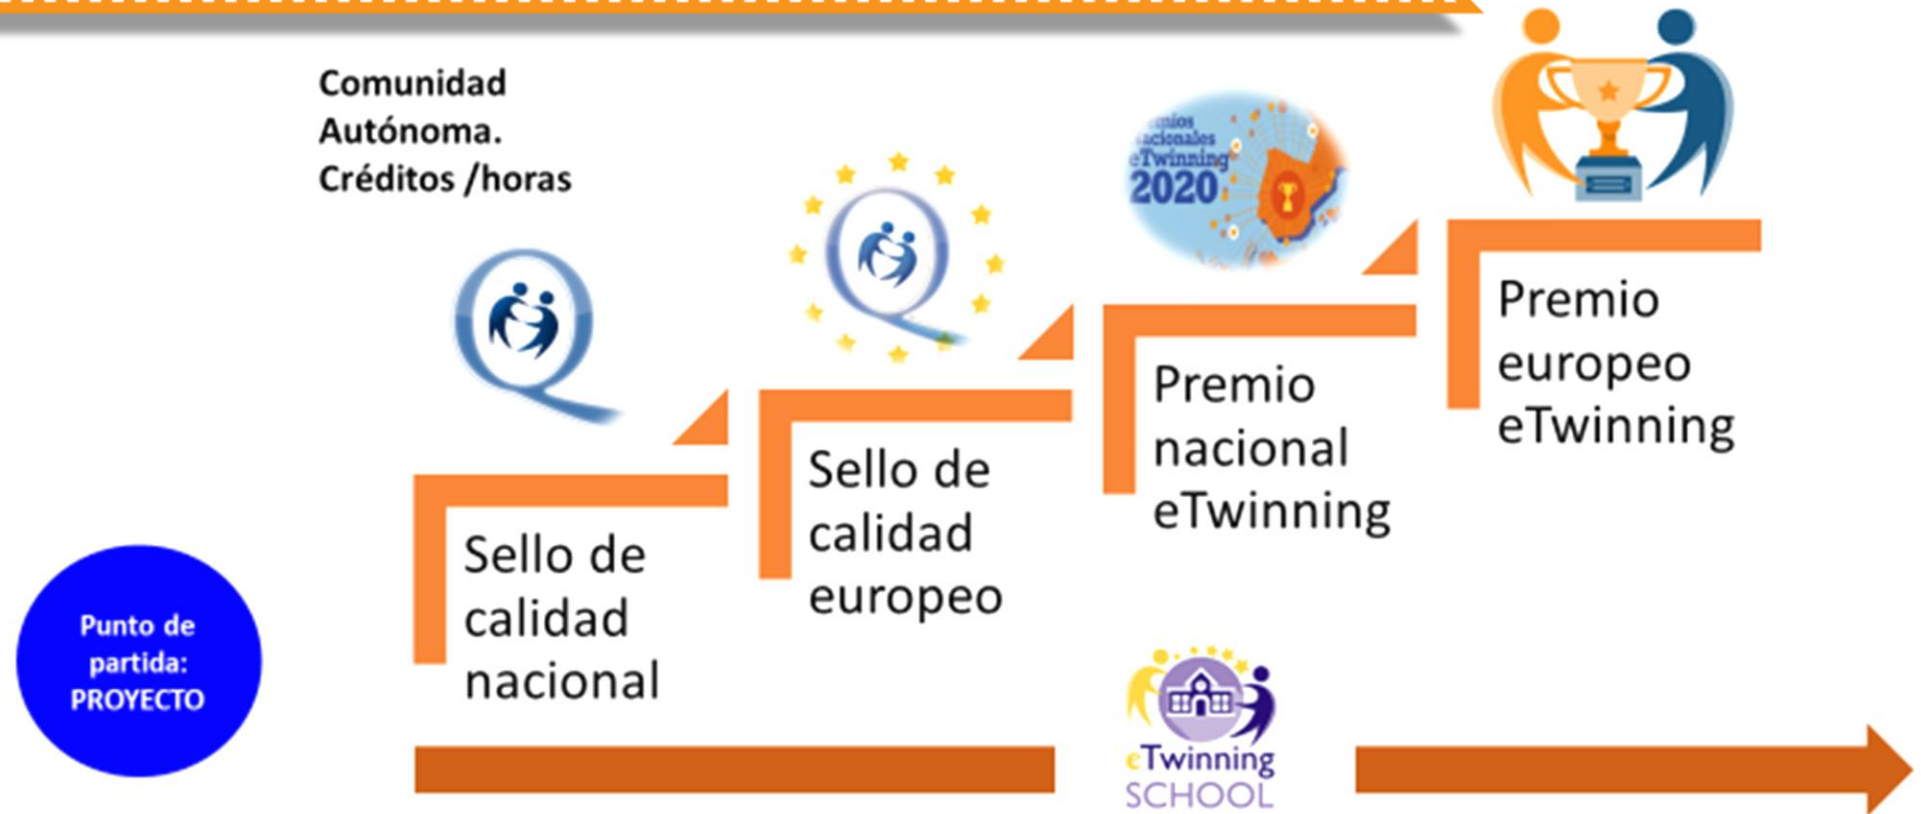 Comunidad
Autónoma.
Créditos /horas
eTwinning
2020
Premio
europeo
eTwinning
Premio
nacional
eTwinning
Sello de
calidad
europeo
Sello de
calidad
nacional
Punto de
partida:
PROYECTO
eTwinning
SCHOOL